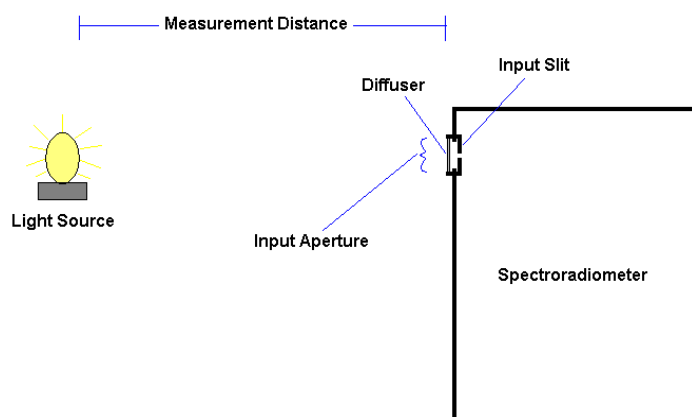 Measurement Distance
Input Slit
Diffuser
Light Source
Input Aperture
Spectroradiometer